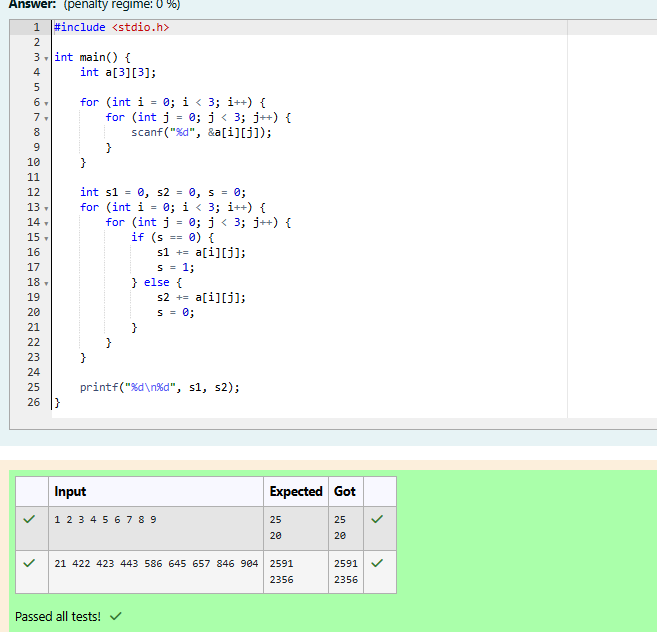 Answer: (penalty regime: 0 %)
1 #include <stdio.h>
2
3 int main() {
4     int a[3][3];
5
6     for (int i = 0; i < 3; i++) {
7         for (int j = 0; j < 3; j++) {
8             scanf("%d", &a[i][j]);
9         }
10     }
11
12     int s1 = 0, s2 = 0, s = 0;
13     for (int i = 0; i < 3; i++) {
14         for (int j = 0; j < 3; j++) {
15             if (s == 0) {
16                 s1 += a[i][j];
17                 s = 1;
18             } else {
19                 s2 += a[i][j];
20                 s = 0;
21             }
22         }
23     }
24
25     printf("%d\n%d", s1, s2);
26 }
Input Expected Got
1 2 3 4 5 6 7 8 9 25 25
20 20
21 422 423 443 586 645 657 846 904 2591 2591
2356 2356
Passed all tests!